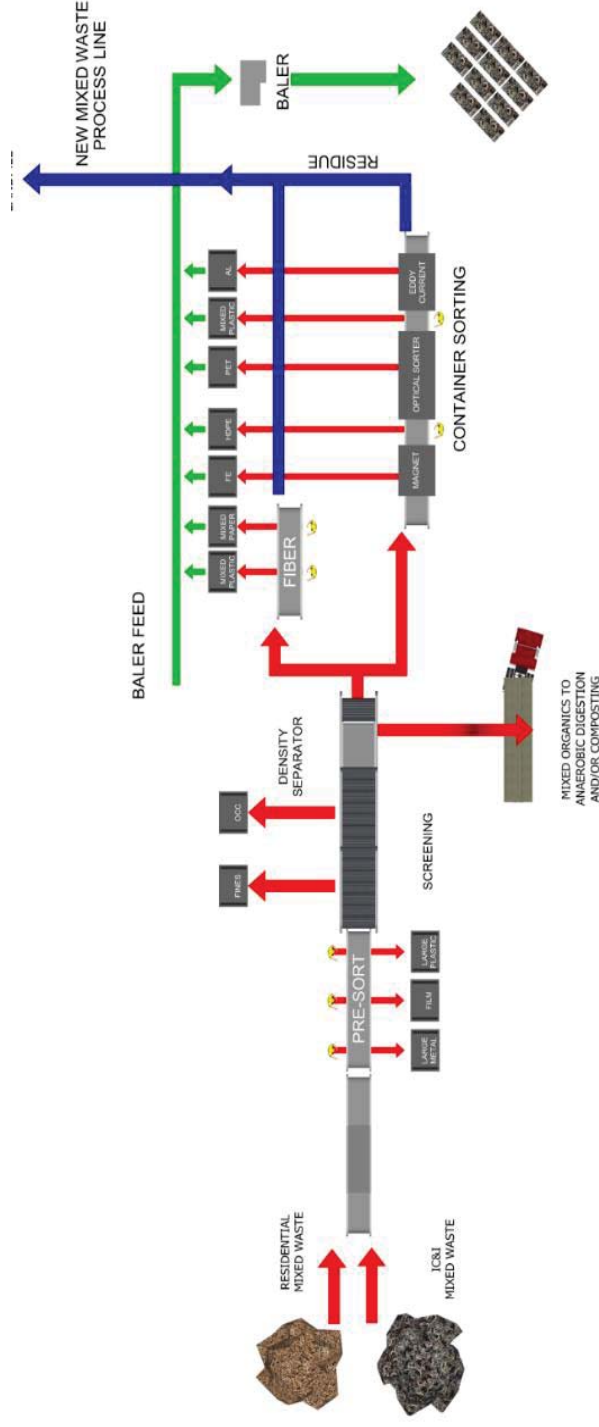 NEW MIXED WASTE
PROCESS LINE
BALER FEED
BALER
RESIDUE
MIXED
PLASTIC
MIXED
PAPER
FE
HDPE
PET
MIXED
PLASTIC
AL
FIBER
MAGNET
OPTICAL SORTER
EDDY
CURRENT
CONTAINER SORTING
FINES
OCC
DENSITY
SEPARATOR
SCREENING
PRE-SORT
LARGE
METAL
FILM
LARGE
PLASTIC
RESIDENTIAL
MIXED WASTE
IC&I
MIXED WASTE
MIXED ORGANICS TO
ANAEROBIC DIGESTION
AND/OR COMPOSTING